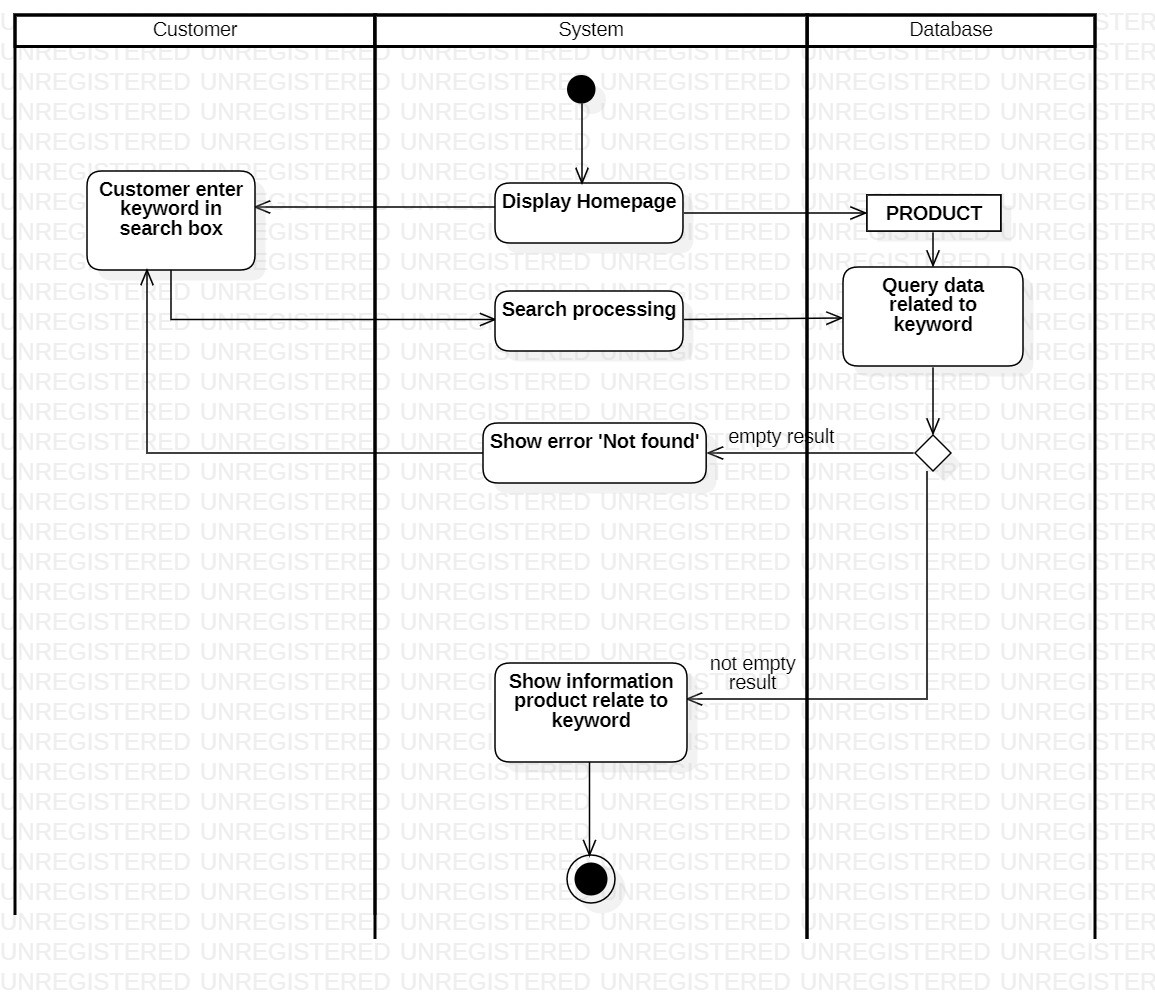 Customer
System
Database
Customer enter
keyword in
search box
Display Homepage
PRODUCT
Search processing
Query data
related to
keyword
Show error 'Not found'
empty result
Show information
product relate to
keyword
not empty
result